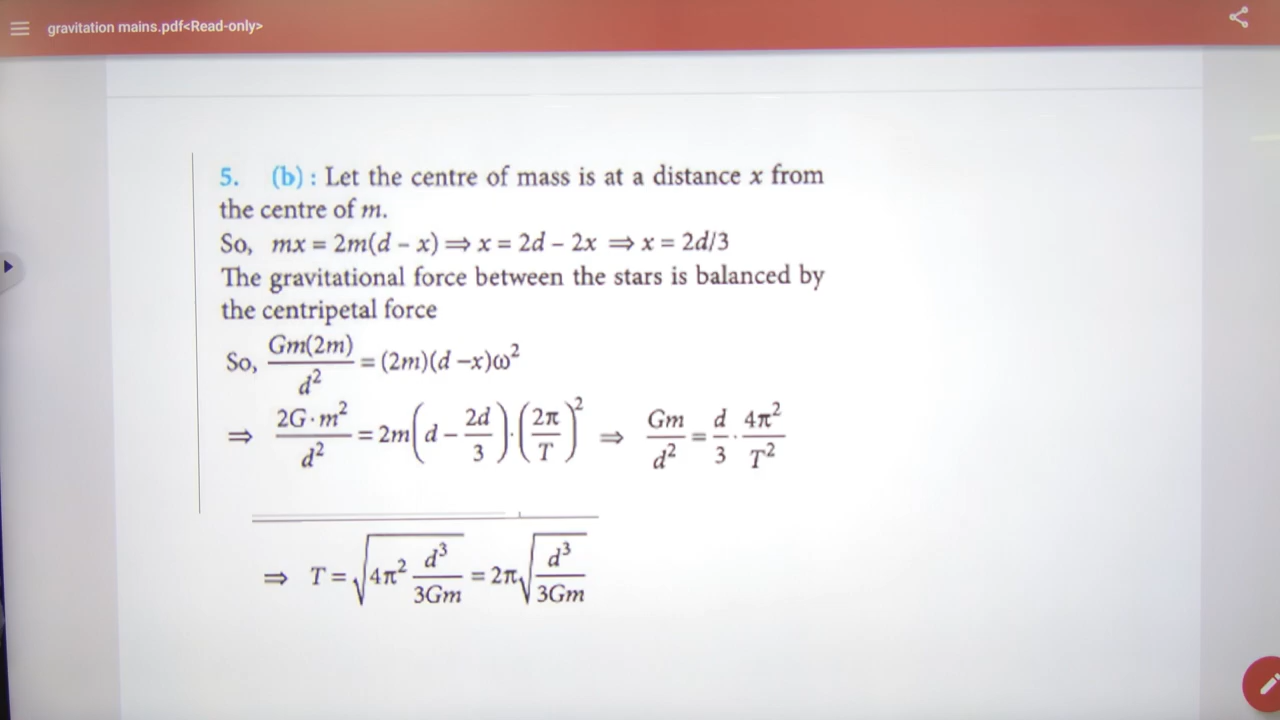 gravitation mains.pdf<Read-only>
5. (b) : Let the centre of mass is at a distance x from
the centre of m.
So, mx = 2m(d – x) ⇒ x = 2d – 2x ⇒ x = 2d/3
The gravitational force between the stars is balanced by
the centripetal force
So, Gm(2m)/d² = (2m)(d –x)ω²
⇒ 2G·m²/d² = 2m(d – 2d/3)·(2π/T)² ⇒ Gm/d² = d/3 · 4π²/T²
⇒ T = √(4π² d³/3Gm) = 2π√(d³/3Gm)